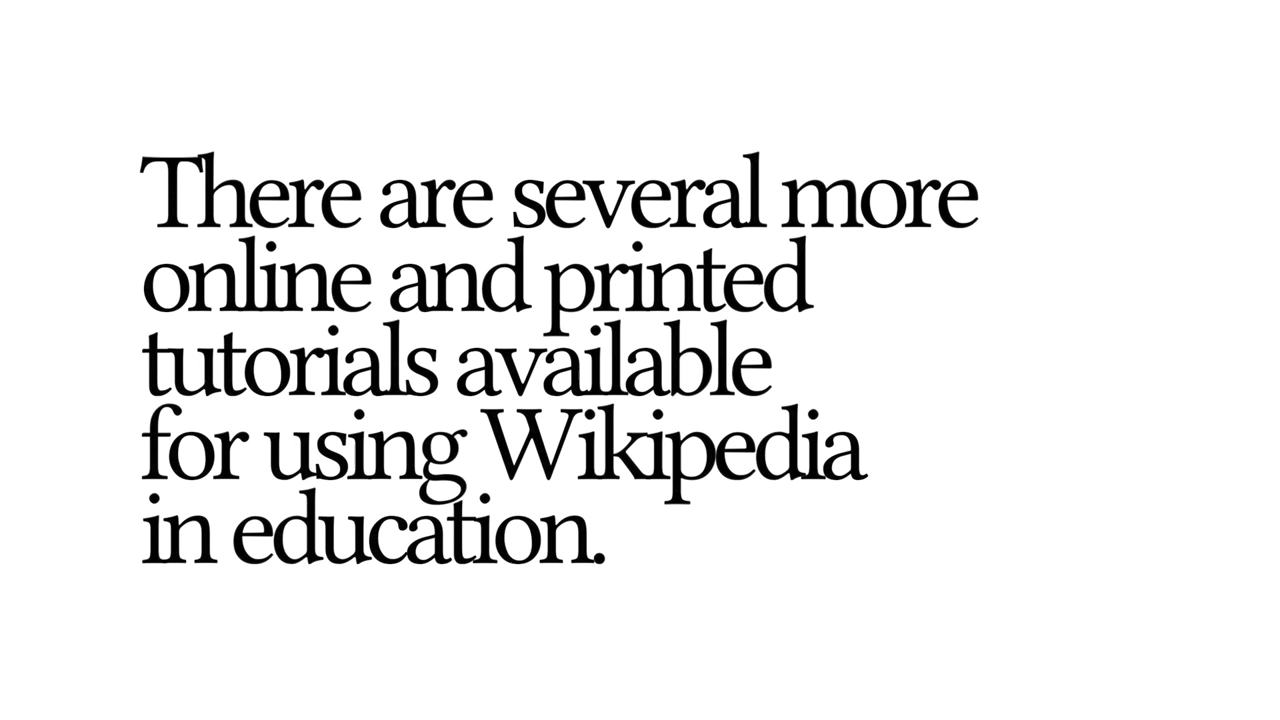 There are several more
online and printed
tutorials available
for using Wikipedia
in education.